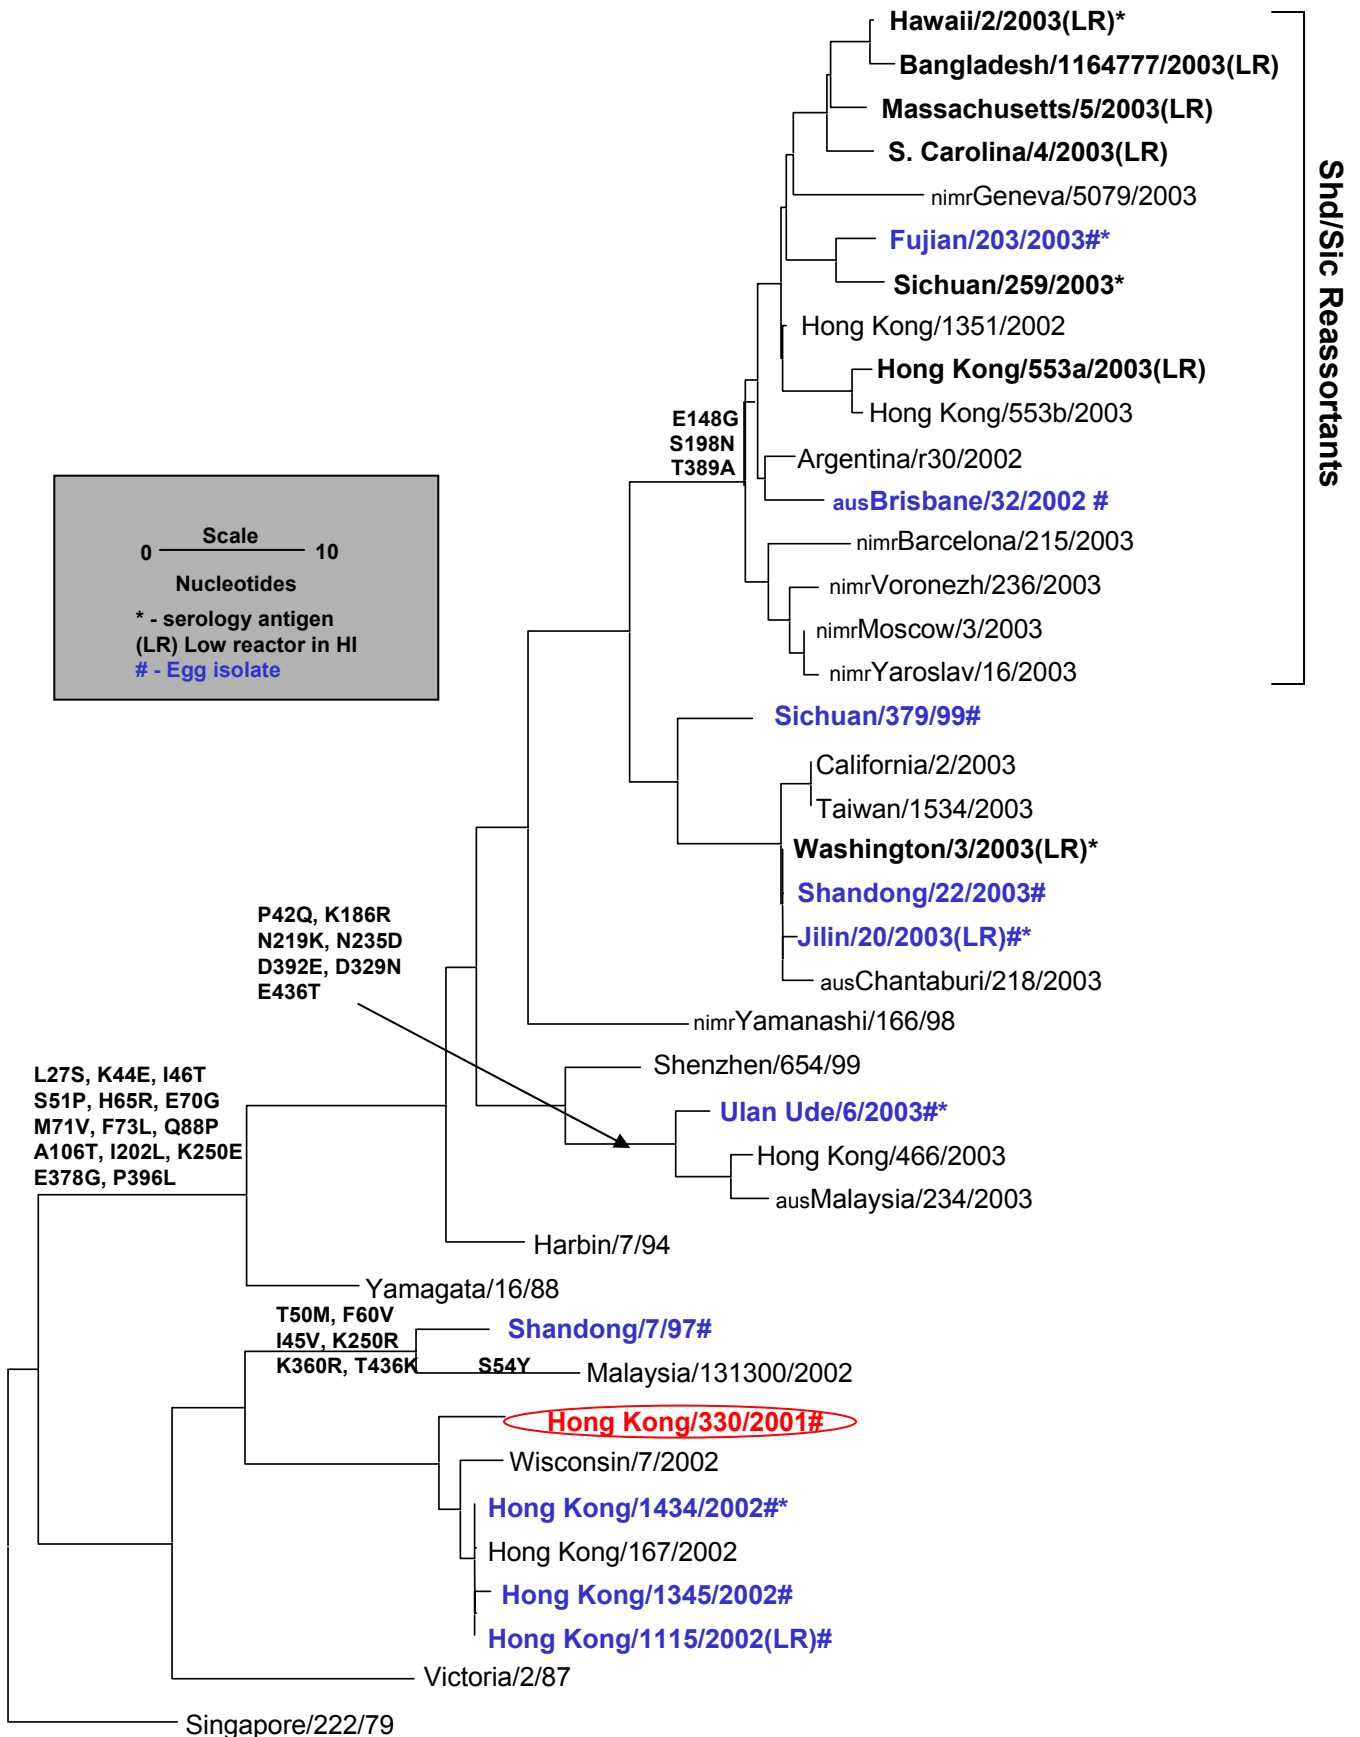 Hawaii/2/2003(LR)*
Bangladesh/1164777/2003(LR)
Massachusetts/5/2003(LR)
S. Carolina/4/2003(LR)
nimrGeneva/5079/2003
Fujian/203/2003#*
Sichuan/259/2003*
Hong Kong/1351/2002
Hong Kong/553a/2003(LR)
Hong Kong/553b/2003
Argentina/r30/2002
ausBrisbane/32/2002 #
nimrBarcelona/215/2003
nimrVoronezh/236/2003
nimrMoscow/3/2003
nimrYaroslav/16/2003
Shd/Sic Reassortants
E148G
S198N
T389A
Scale
0 10
Nucleotides
* - serology antigen
(LR) Low reactor in HI
# - Egg isolate
Sichuan/379/99#
California/2/2003
Taiwan/1534/2003
Washington/3/2003(LR)*
Shandong/22/2003#
Jilin/20/2003(LR)#*
ausChantaburi/218/2003
nimrYamanashi/166/98
P42Q, K186R
N219K, N235D
D392E, D329N
E436T
Shenzhen/654/99
Ulan Ude/6/2003#*
Hong Kong/466/2003
ausMalaysia/234/2003
L27S, K44E, I46T
S51P, H65R, E70G
M71V, F73L, Q88P
A106T, I202L, K250E
E378G, P396L
Harbin/7/94
Yamagata/16/88
T50M, F60V
I45V, K250R
K360R, T436K
S54Y
Shandong/7/97#
Malaysia/131300/2002
Hong Kong/330/2001#
Wisconsin/7/2002
Hong Kong/1434/2002#*
Hong Kong/167/2002
Hong Kong/1345/2002#
Hong Kong/1115/2002(LR)#
Victoria/2/87
Singapore/222/79